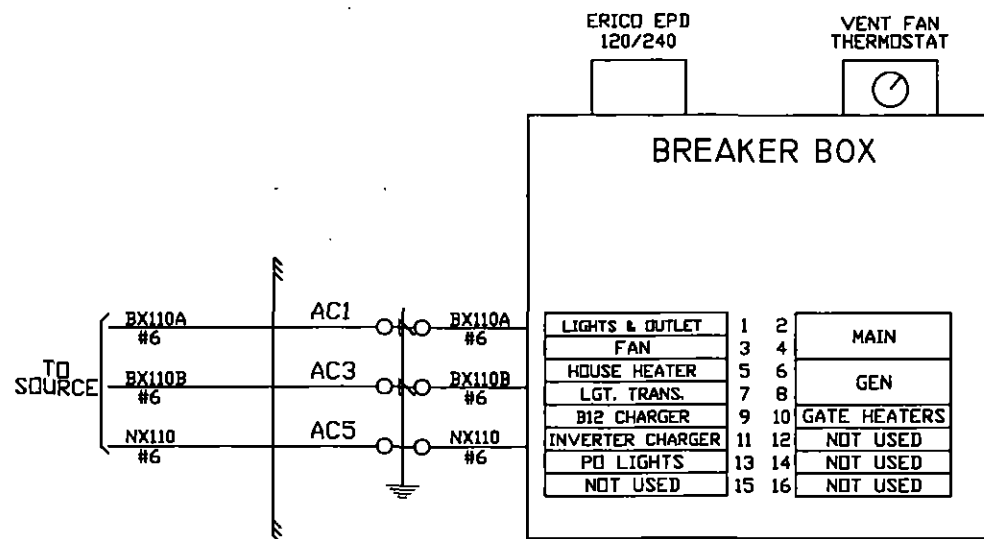 ERICO EPD
120/240
VENT FAN
THERMOSTAT
BREAKER BOX
TO
SOURCE
BX110A
#6
AC1
BX110A
#6
BX110B
#6
AC3
BX110B
#6
NX110
#6
AC5
NX110
#6
LIGHTS & OUTLET 1 2 MAIN
FAN 3 4
HOUSE HEATER 5 6 GEN
LGT. TRANS. 7 8
B12 CHARGER 9 10 GATE HEATERS
INVERTER CHARGER 11 12 NOT USED
PO LIGHTS 13 14 NOT USED
NOT USED 15 16 NOT USED